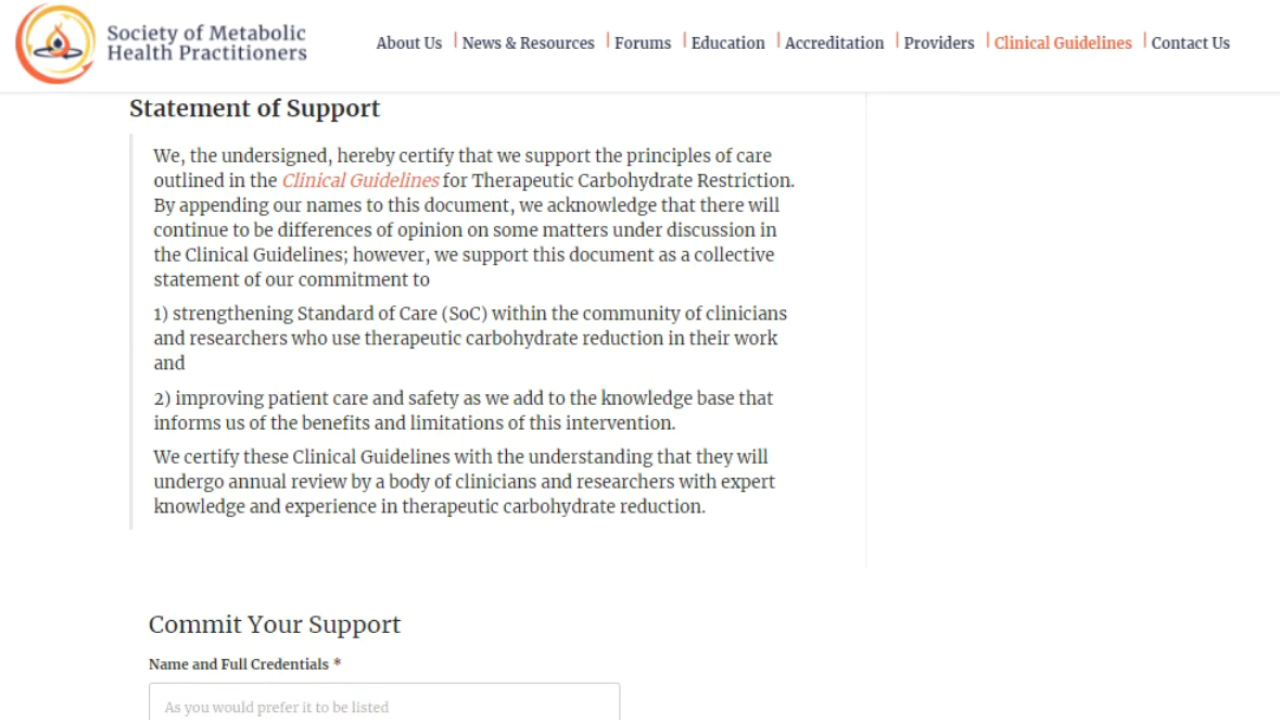 Society of Metabolic
Health Practitioners
About Us
News & Resources
Forums
Education
Accreditation
Providers
Clinical Guidelines
Contact Us
Statement of Support
We, the undersigned, hereby certify that we support the principles of care
outlined in the Clinical Guidelines for Therapeutic Carbohydrate Restriction.
By appending our names to this document, we acknowledge that there will
continue to be differences of opinion on some matters under discussion in
the Clinical Guidelines; however, we support this document as a collective
statement of our commitment to
1) strengthening Standard of Care (SoC) within the community of clinicians
and researchers who use therapeutic carbohydrate reduction in their work
and
2) improving patient care and safety as we add to the knowledge base that
informs us of the benefits and limitations of this intervention.
We certify these Clinical Guidelines with the understanding that they will
undergo annual review by a body of clinicians and researchers with expert
knowledge and experience in therapeutic carbohydrate reduction.
Commit Your Support
Name and Full Credentials *
As you would prefer it to be listed